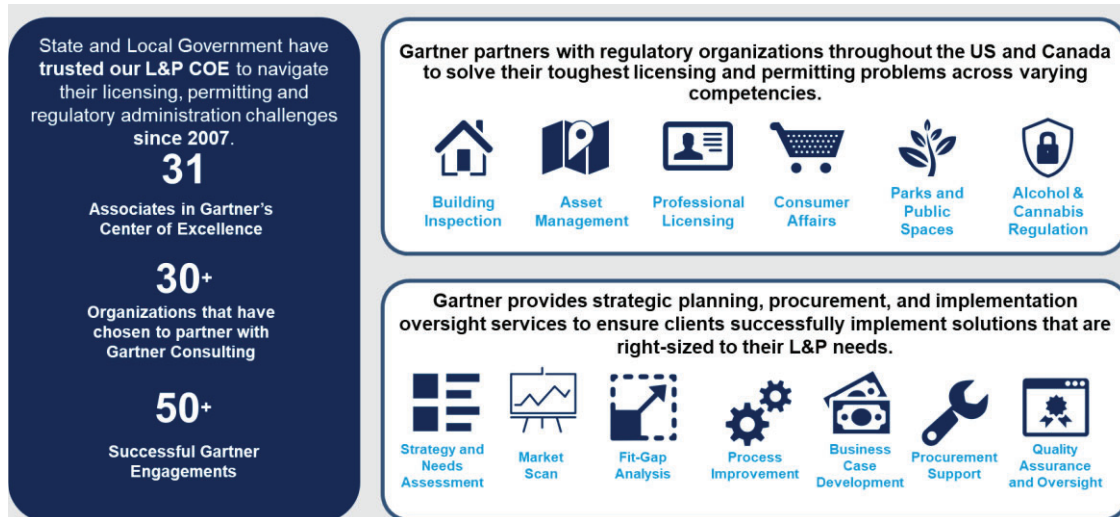 State and Local Government have
trusted our L&P COE to navigate
their licensing, permitting and
regulatory administration challenges
since 2007.
31
Associates in Gartner's
Center of Excellence
30+
Organizations that have
chosen to partner with
Gartner Consulting
50+
Successful Gartner
Engagements
Gartner partners with regulatory organizations throughout the US and Canada
to solve their toughest licensing and permitting problems across varying
competencies.
Building
Inspection
Asset
Management
Professional
Licensing
Consumer
Affairs
Parks and
Public
Spaces
Alcohol &
Cannabis
Regulation
Gartner provides strategic planning, procurement, and implementation
oversight services to ensure clients successfully implement solutions that are
right-sized to their L&P needs.
Strategy and
Needs
Assessment
Market
Scan
Fit-Gap
Analysis
Process
Improvement
Business
Case
Development
Procurement
Support
Quality
Assurance
and Oversight